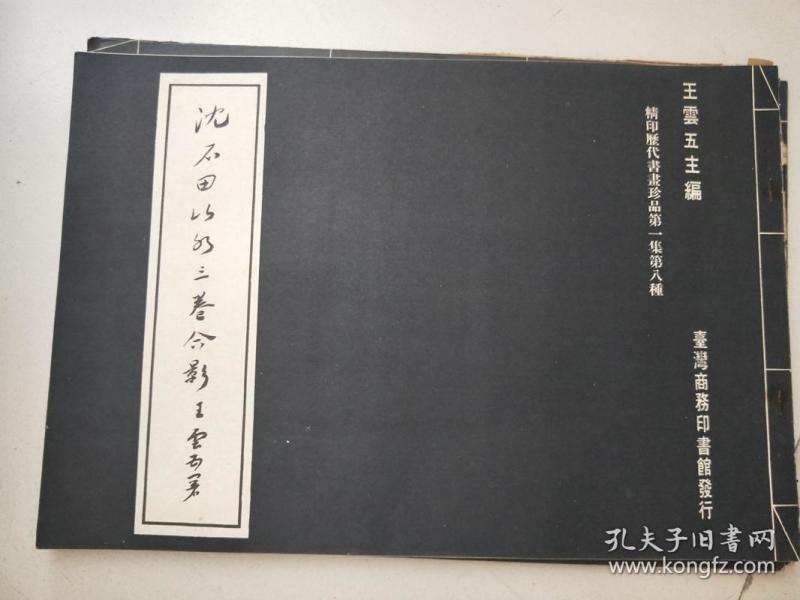 王雲五主編
精印歷代書畫珍品第一集第八種
臺灣商務印書館發行
沈石田山水三卷合影 王雲五署
孔夫子旧书网
www.kongfz.com